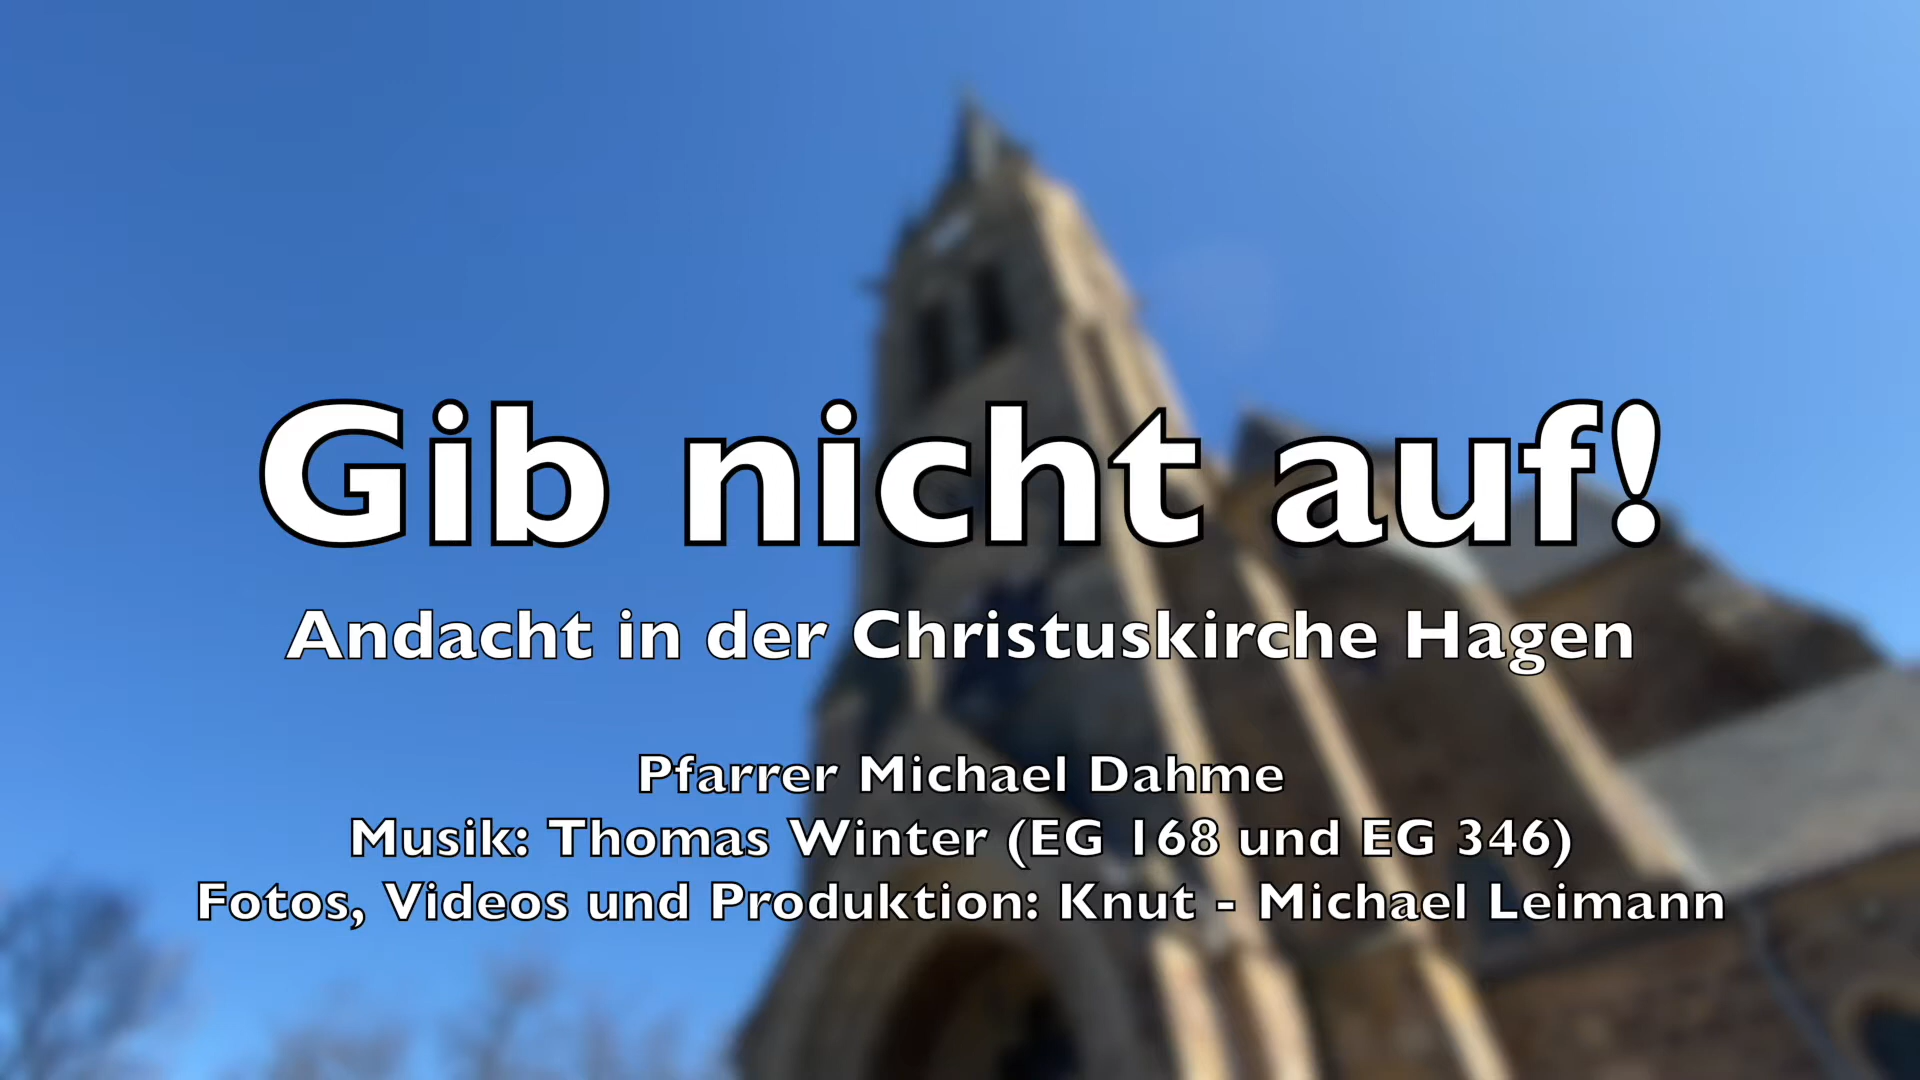 Gib nicht auf!
Andacht in der Christuskirche Hagen
Pfarrer Michael Dahme
Musik: Thomas Winter (EG 168 und EG 346)
Fotos, Videos und Produktion: Knut - Michael Leimann